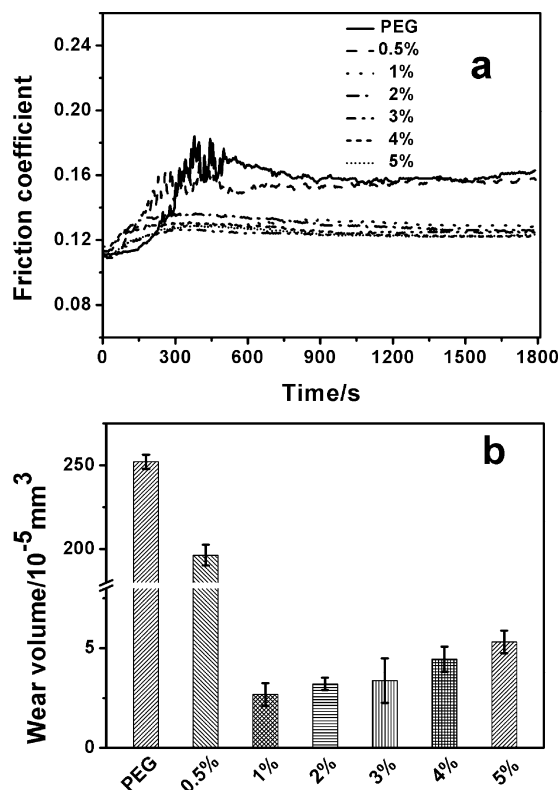 a
PEG
0.5%
1%
2%
3%
4%
5%
Friction coefficient
0.24
0.20
0.16
0.12
0.08
0 300 600 900 1200 1500 1800
Time/s
b
Wear volume/10⁻⁵mm³
250
200
5
0
PEG 0.5% 1% 2% 3% 4% 5%